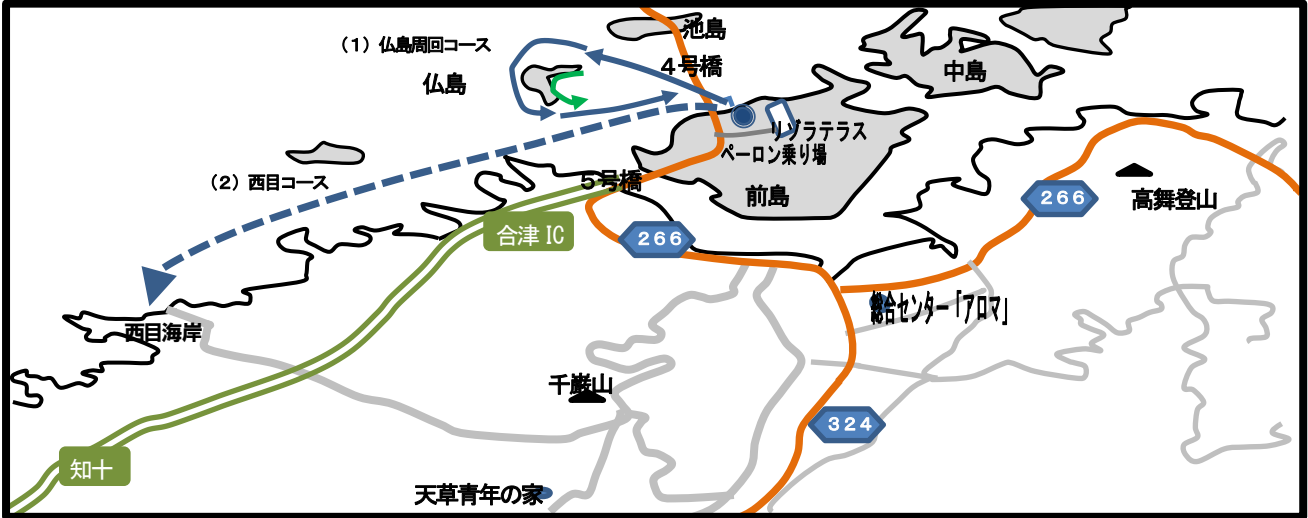 池島
(1)仏島周回コース
4号橋
中島
仏島
リゾラテラス
ペーロン乗り場
(2)西目コース
5号橋
前島
高舞登山
266
合津 IC
266
総合センター「アロマ」
西目海岸
千巌山
324
知十
天草青年の家